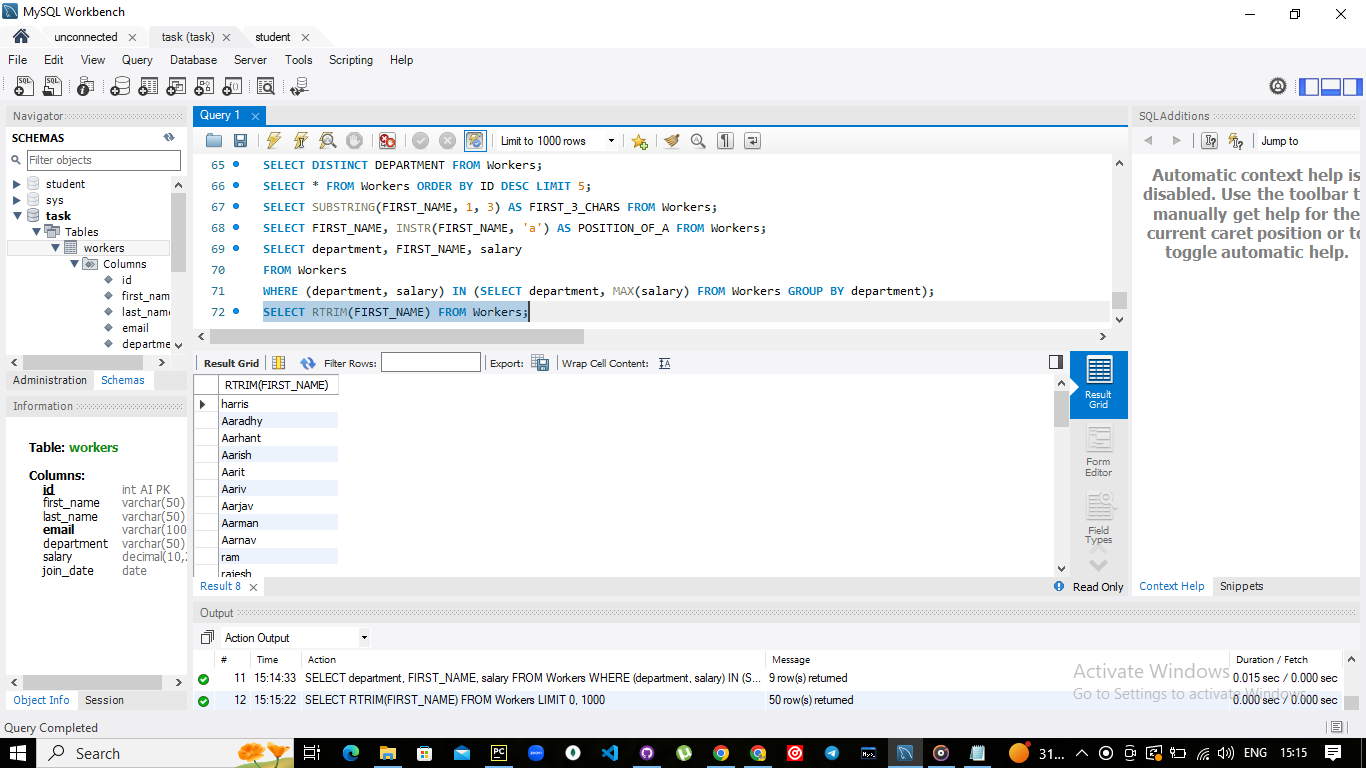 MySQL Workbench
unconnected
task (task)
student
File Edit View Query Database Server Tools Scripting Help
Navigator
SCHEMAS
Filter objects
student
sys
task
Tables
workers
Columns
id
first_nam
last_name
email
departme
Administration Schemas
Information
Table: workers
Columns:
id int AI PK
first_name varchar(50)
last_name varchar(50)
email varchar(100
department varchar(50)
salary decimal(10,2
join_date date
Object Info Session
Query 1
Limit to 1000 rows
65 SELECT DISTINCT DEPARTMENT FROM Workers;
66 SELECT * FROM Workers ORDER BY ID DESC LIMIT 5;
67 SELECT SUBSTRING(FIRST_NAME, 1, 3) AS FIRST_3_CHARS FROM Workers;
68 SELECT FIRST_NAME, INSTR(FIRST_NAME, 'a') AS POSITION_OF_A FROM Workers;
69 SELECT department, FIRST_NAME, salary
70 FROM Workers
71 WHERE (department, salary) IN (SELECT department, MAX(salary) FROM Workers GROUP BY department);
72 SELECT RTRIM(FIRST_NAME) FROM Workers;
Result Grid Filter Rows: Export: Wrap Cell Content:
RTRIM(FIRST_NAME)
harris
Aaradhy
Aarhant
Aarish
Aarit
Aariv
Aarjav
Aarman
Aarnav
ram
rajesh
Result Grid
Form Editor
Field Types
Result 8
Read Only
SQLAdditions
Jump to
Automatic context help is
disabled. Use the toolbar t
manually get help for the
current caret position or to
toggle automatic help.
Context Help Snippets
Output
Action Output
# Time Action Message Duration / Fetch
11 15:14:33 SELECT department, FIRST_NAME, salary FROM Workers WHERE (department, salary) IN (S... 9 row(s) returned 0.015 sec / 0.000 sec
12 15:15:22 SELECT RTRIM(FIRST_NAME) FROM Workers LIMIT 0, 1000 50 row(s) returned 0.000 sec / 0.000 sec
Activate Windows
Go to Settings to activate Windows.
Query Completed
Search
31...
ENG
15:15